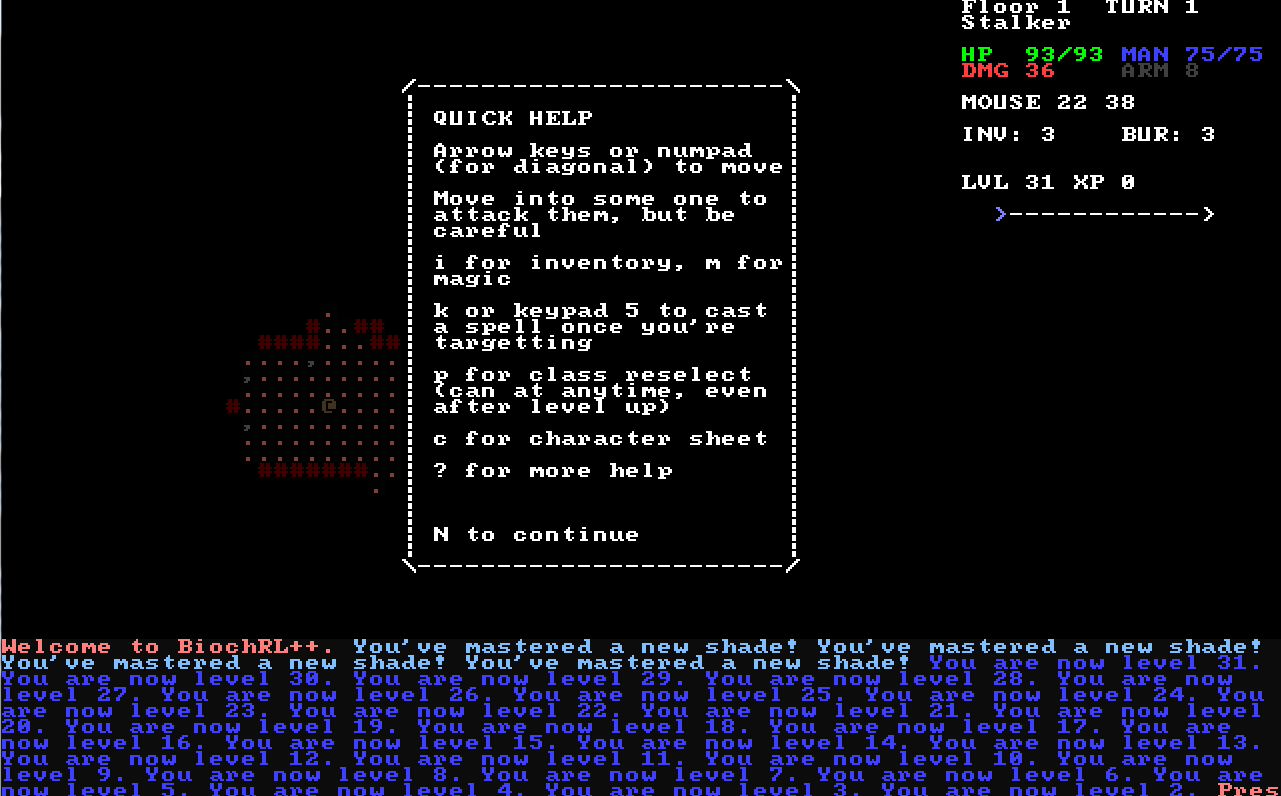 Floor 1 TURN 1
Stalker
HP 93/93 MAN 75/75
DMG 36 ARM 8
MOUSE 22 38
INV: 3 BUR: 3
LVL 31 XP 0
QUICK HELP
Arrow keys or numpad
(for diagonal) to move
Move into some one to
attack them, but be
careful
i for inventory, m for
magic
k or keypad 5 to cast
a spell once you're
targetting
p for class reselect
(can at anytime, even
after level up)
c for character sheet
? for more help
N to continue
Welcome to BiochRL++. You've mastered a new shade! You've mastered a new shade!
You've mastered a new shade! You've mastered a new shade! You are now level 31.
You are now level 30. You are now level 29. You are now level 28. You are now
level 27. You are now level 26. You are now level 25. You are now level 24. You
are now level 23. You are now level 22. You are now level 21. You are now level
20. You are now level 19. You are now level 18. You are now level 17. You are
now level 16. You are now level 15. You are now level 14. You are now level 13.
You are now level 12. You are now level 11. You are now level 10. You are now
level 9. You are now level 8. You are now level 7. You are now level 6. You are
now level 5. You are now level 4. You are now level 3. You are now level 2. Pres